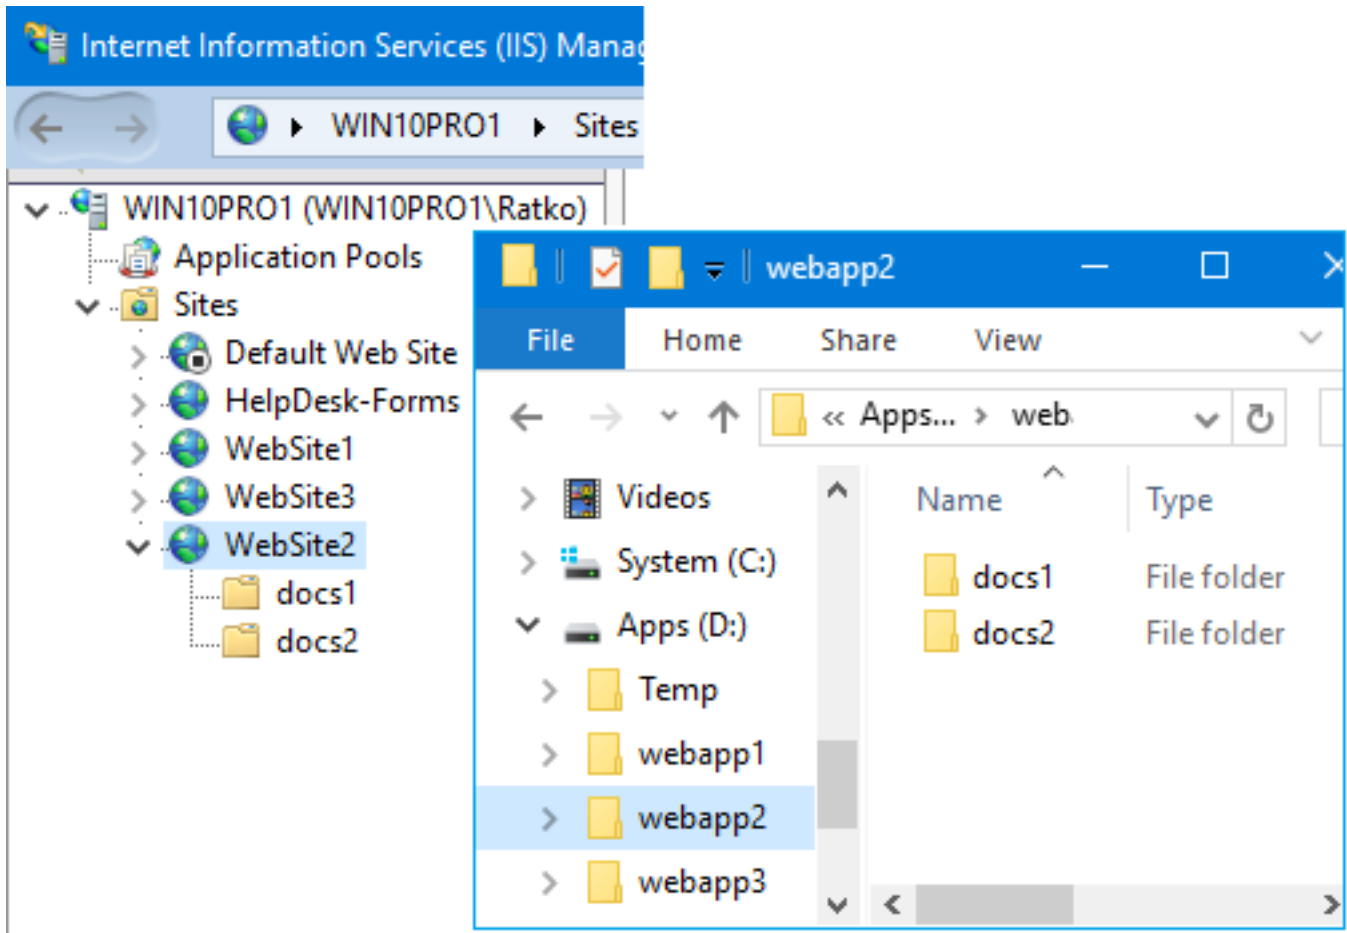 Internet Information Services (IIS) Manag
WIN10PRO1 Sites
WIN10PRO1 (WIN10PRO1\Ratko)
Application Pools
Sites
Default Web Site
HelpDesk-Forms
WebSite1
WebSite3
WebSite2
docs1
docs2
webapp2
File Home Share View
« Apps... web
Videos
System (C:)
Apps (D:)
Temp
webapp1
webapp2
webapp3
Name Type
docs1 File folder
docs2 File folder